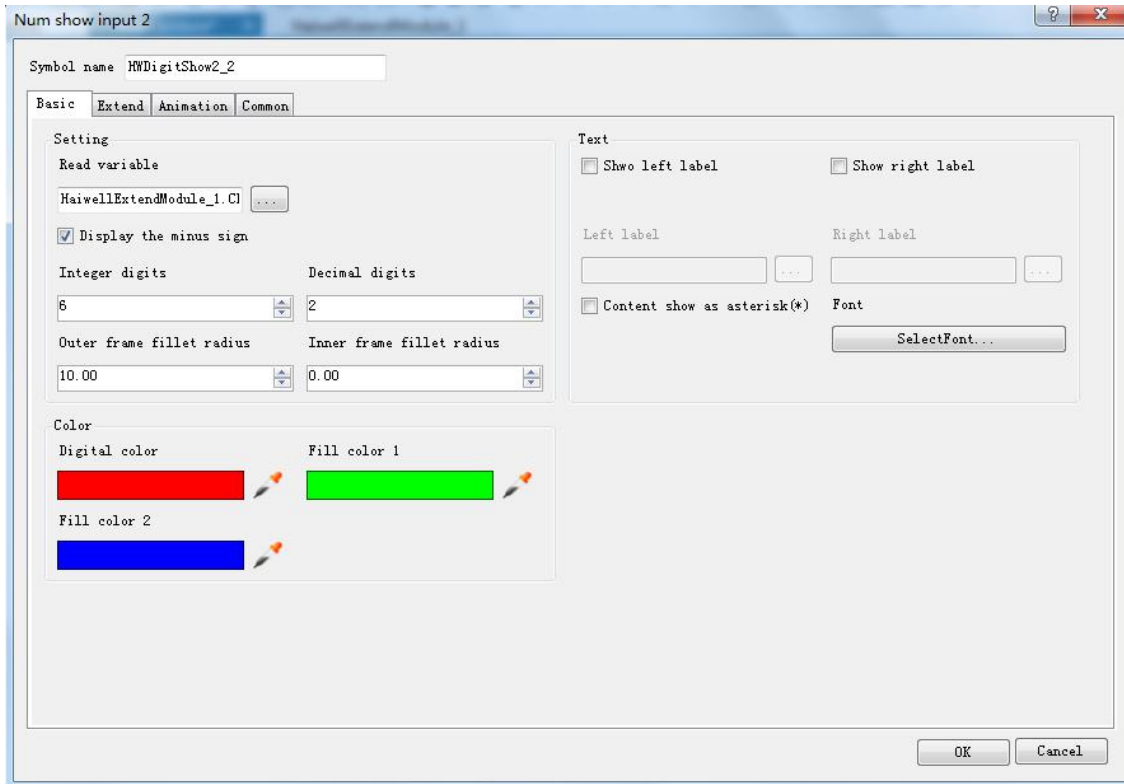 Num show input 2
Symbol name HWDigitShow2_2
Basic Extend Animation Common
Setting
Read variable
HaiwellExtendModule_1.Cl
...
Display the minus sign
Integer digits Decimal digits
6 2
Outer frame fillet radius Inner frame fillet radius
10.00 0.00
Color
Digital color Fill color 1
Fill color 2
Text
Shwo left label Show right label
Left label Right label
... ...
Content show as asterisk(*) Font
SelectFont...
OK Cancel